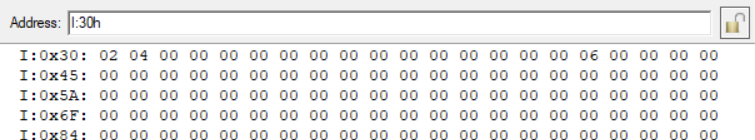 Address: I:30h
I:0x30: 02 04 00 00 00 00 00 00 00 00 00 00 00 00 00 00 06 00 00 00 00
I:0x45: 00 00 00 00 00 00 00 00 00 00 00 00 00 00 00 00 00 00 00 00 00
I:0x5A: 00 00 00 00 00 00 00 00 00 00 00 00 00 00 00 00 00 00 00 00 00
I:0x6F: 00 00 00 00 00 00 00 00 00 00 00 00 00 00 00 00 00 00 00 00 00
I:0x84: 00 00 00 00 00 00 00 00 00 00 00 00 00 00 00 00 00 00 00 00 00